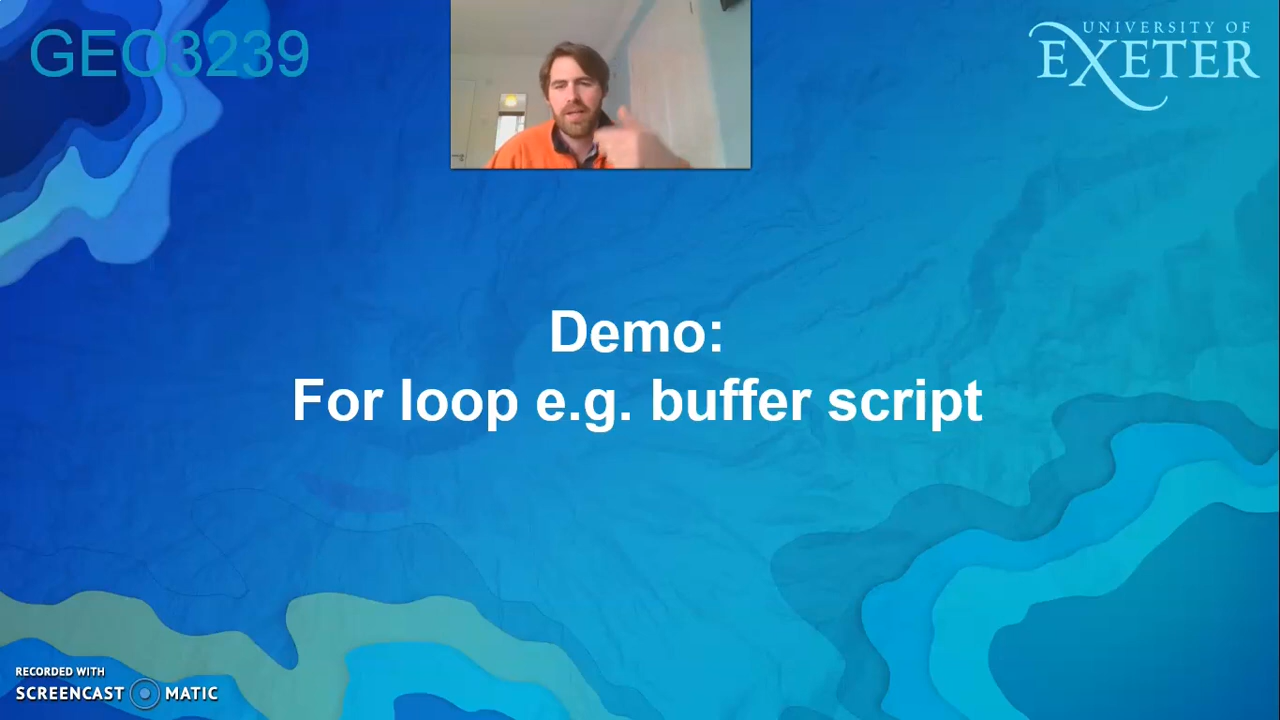 GEO3239
UNIVERSITY OF
EXETER
Demo:
For loop e.g. buffer script
RECORDED WITH
SCREENCAST MATIC